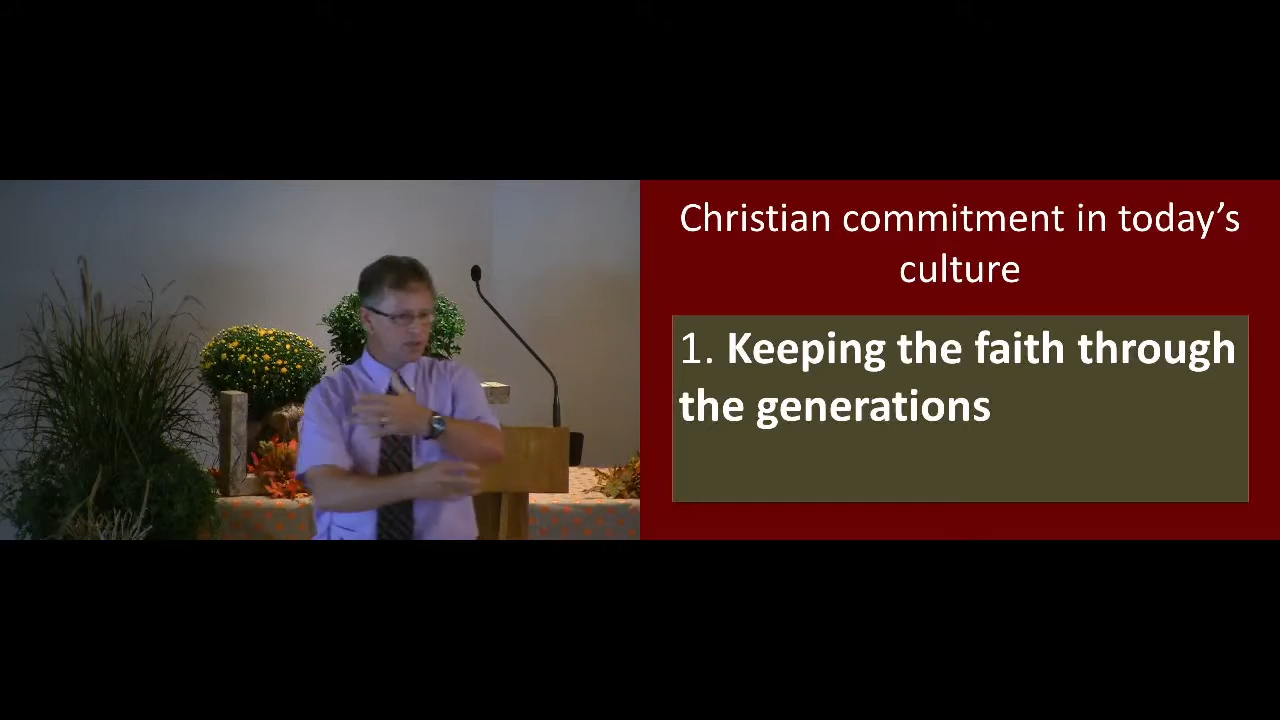 Christian commitment in today’s
culture
1. Keeping the faith through
the generations